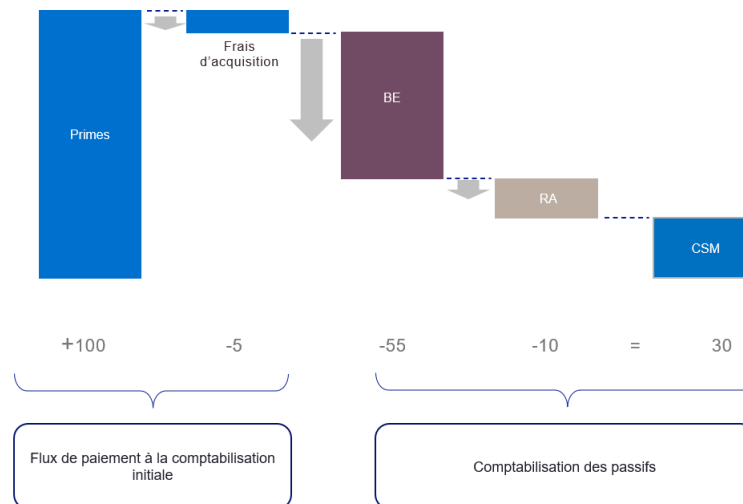 Primes
Frais
d'acquisition
BE
RA
CSM
+100
-5
-55
-10
=
30
Flux de paiement à la comptabilisation
initiale
Comptabilisation des passifs